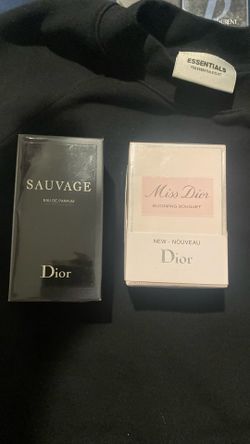 ESSENTIALS
SAUVAGE
EAU DE PARFUM
Dior
Miss Dior
BLOOMING BOUQUET
NEW - NOUVEAU
Dior